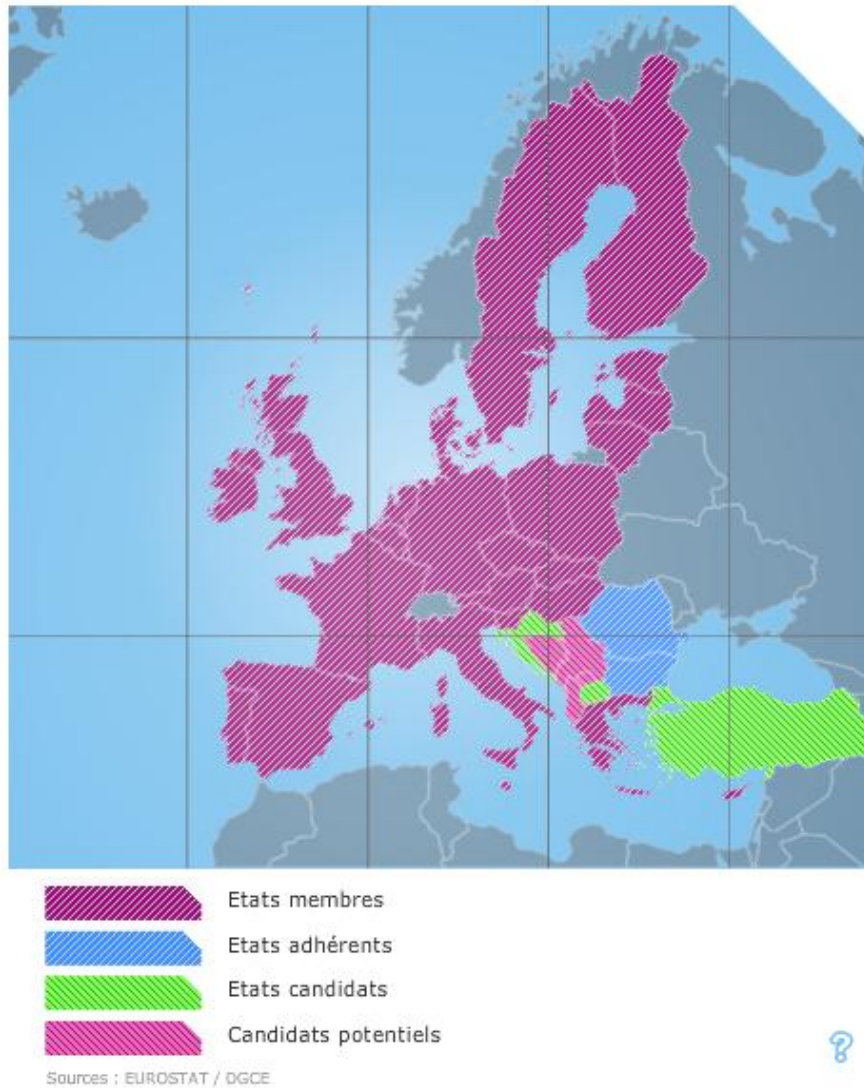 Etats membres
Etats adhérents
Etats candidats
Candidats potentiels
?
Sources : EUROSTAT / DGCE